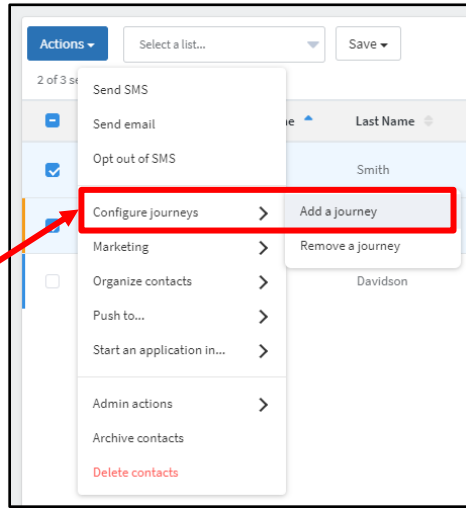 Actions
Select a list...
Save
2 of 3 se
Send SMS
Send email
Opt out of SMS
Configure journeys
Add a journey
Remove a journey
Marketing
Organize contacts
Push to...
Start an application in...
Admin actions
Archive contacts
Delete contacts
ne
Last Name
Smith
Davidson